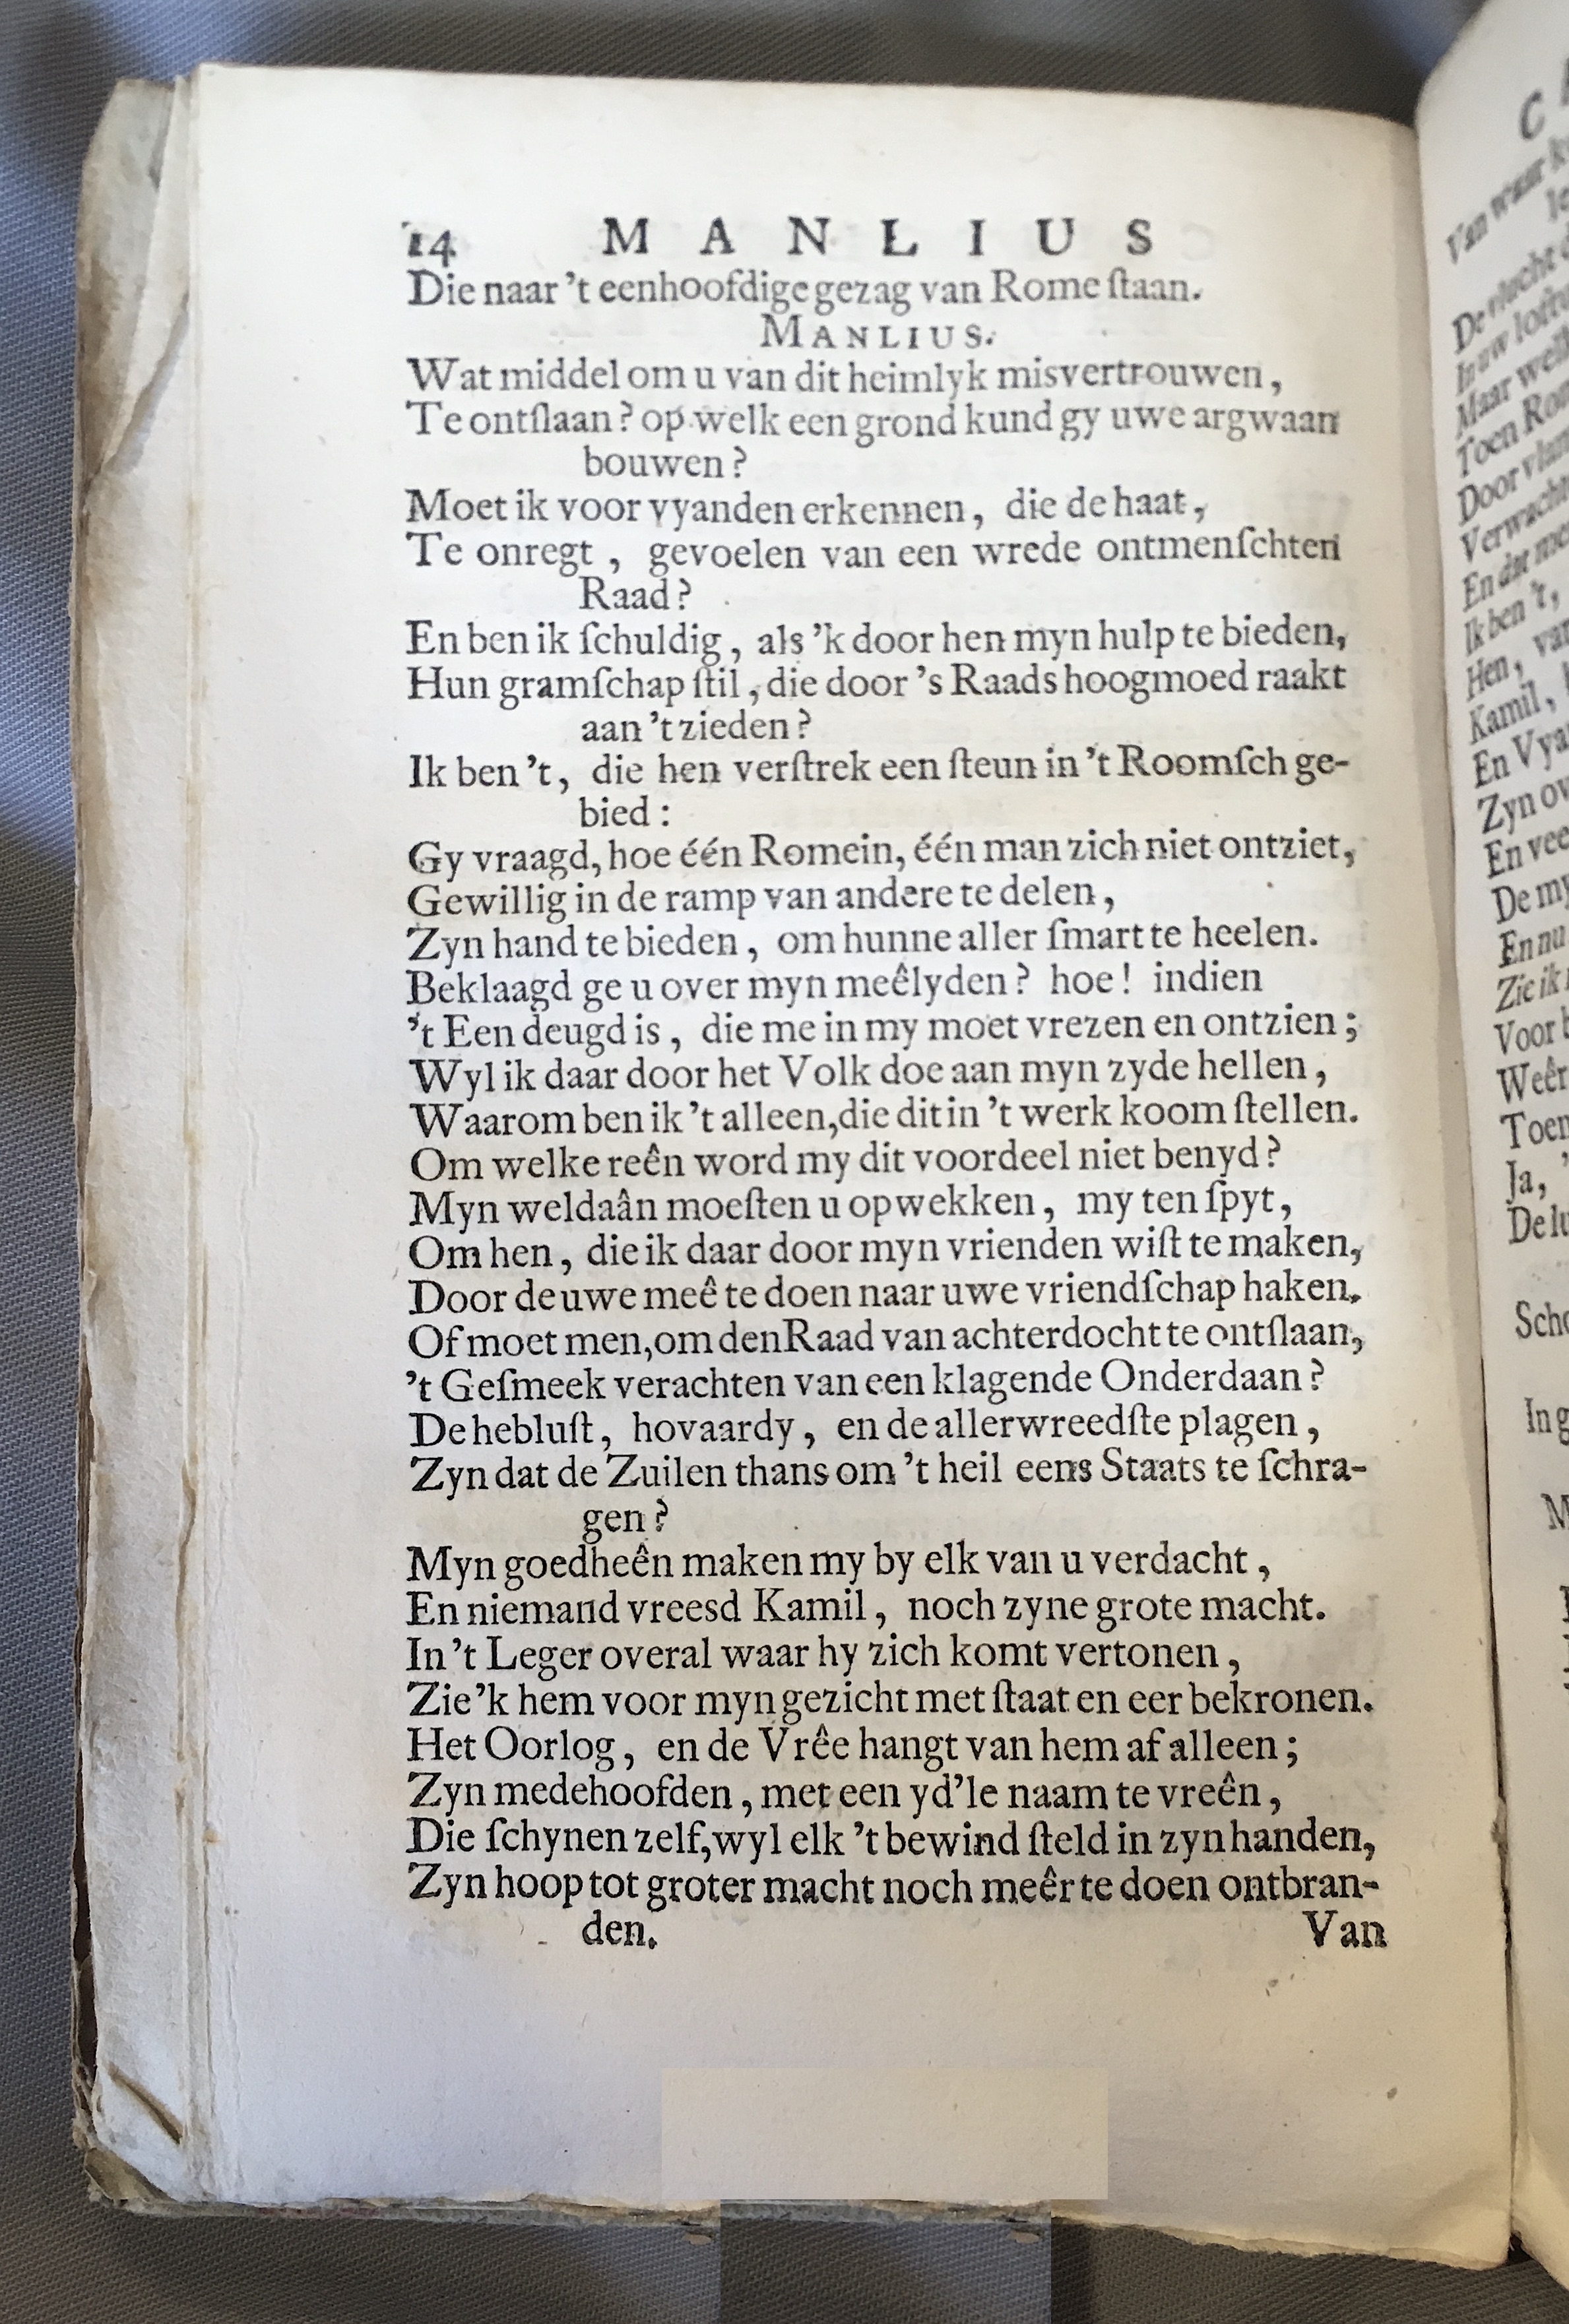 14 MANLIUS
Die naar 't eenhoofdige gezag van Rome ſtaan.
MANLIUS.
Wat middel om u van dit heimlyk misvertrouwen,
Te ontſlaan? op welk een grond kund gy uwe argwaan
bouwen?
Moet ik voor vyanden erkennen, die de haat,
Te onregt, gevoelen van een wrede ontmenſchten
Raad?
En ben ik ſchuldig, als 'k door hen myn hulp te bieden,
Hun gramſchap ſtil, die door 's Raads hoogmoed raakt
aan 't zieden?
Ik ben 't, die hen verſtrek een ſteun in 't Roomſch ge-
bied:
Gy vraagd, hoe één Romein, één man zich niet ontziet,
Gewillig in de ramp van andere te delen,
Zyn hand te bieden, om hunne aller ſmart te heelen.
Beklaagd ge u over myn meêlyden? hoe! indien
't Een deugd is, die me in my moet vrezen en ontzien;
Wyl ik daar door het Volk doe aan myn zyde hellen,
Waarom ben ik 't alleen, die dit in 't werk koom ſtellen.
Om welke reên word my dit voordeel niet benyd?
Myn weldaân moeſten u opwekken, my ten ſpyt,
Om hen, die ik daar door myn vrienden wiſt te maken,
Door de uwe meê te doen naar uwe vriendſchap haken.
Of moet men, om den Raad van achterdocht te ontſlaan,
't Geſmeek verachten van een klagende Onderdaan?
De hebluſt, hovaardy, en de allerwreedſte plagen,
Zyn dat de Zuilen thans om 't heil eens Staats te ſchra-
gen?
Myn goedheên maken my by elk van u verdacht,
En niemand vreesd Kamil, noch zyne grote macht.
In 't Leger overal waar hy zich komt vertonen,
Zie 'k hem voor myn gezicht met ſtaat en eer bekronen.
Het Oorlog, en de Vrêe hangt van hem af alleen;
Zyn medehoofden, met een yd'le naam te vreên,
Die ſchynen zelf, wyl elk 't bewind ſteld in zyn handen,
Zyn hoop tot groter macht noch meêr te doen ontbran-
den. Van